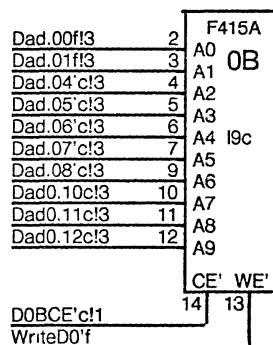 F415A
Dad.00f!3 2 A0 0B
Dad.01f!3 3 A1
Dad.04'c!3 4 A2
Dad.05'c!3 5 A3
Dad.06'c!3 6 A4 I9c
Dad.07'c!3 7 A5
Dad.08'c!3 9 A6
Dad0.10c!3 10 A7
Dad0.11c!3 11 A8
Dad0.12c!3 12 A9
CE' WE'
14 13
D0BCE'c!1
WriteD0'f